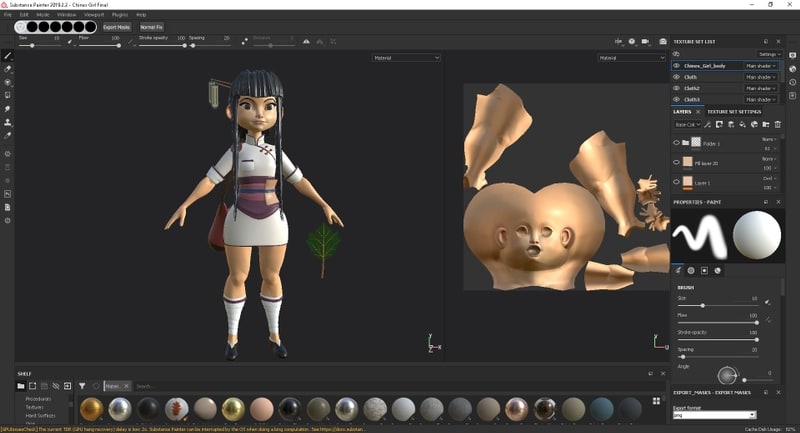 Substance Painter 2019.2.2 - Chinex Girl Final
File Edit Mode Window Viewport Plugins Help
Export Masks Normal Fix
Size 10 Flow 100 Stroke opacity 100 Spacing 20 Distance
Material
Material
TEXTURE SET LIST
Settings
Chinex_Girl_body Main shader
Cloth Main shader
Cloth2 Main shader
Cloth3 Main shader
LAYERS TEXTURE SET SETTINGS
Base Col
Folder 1 Norm
Fill layer 20 Norm 100
Layer 1 100
PROPERTIES - PAINT
BRUSH
Size 10
Flow 100
Stroke opacity 100
Spacing 20
Angle 0
EXPORT_MASKS - EXPORT MASKS
Export format
png
SHELF
Mater...
Search...
Procedurals
Textures
Hard Surfaces
[GPUIssuesCheck] The current TDR (GPU hang recovery) delay is low: 2s. Substance Painter can be interrupted by the OS when doing a long computation. See https://docs.substan...
Cache Disk Usage: 92%